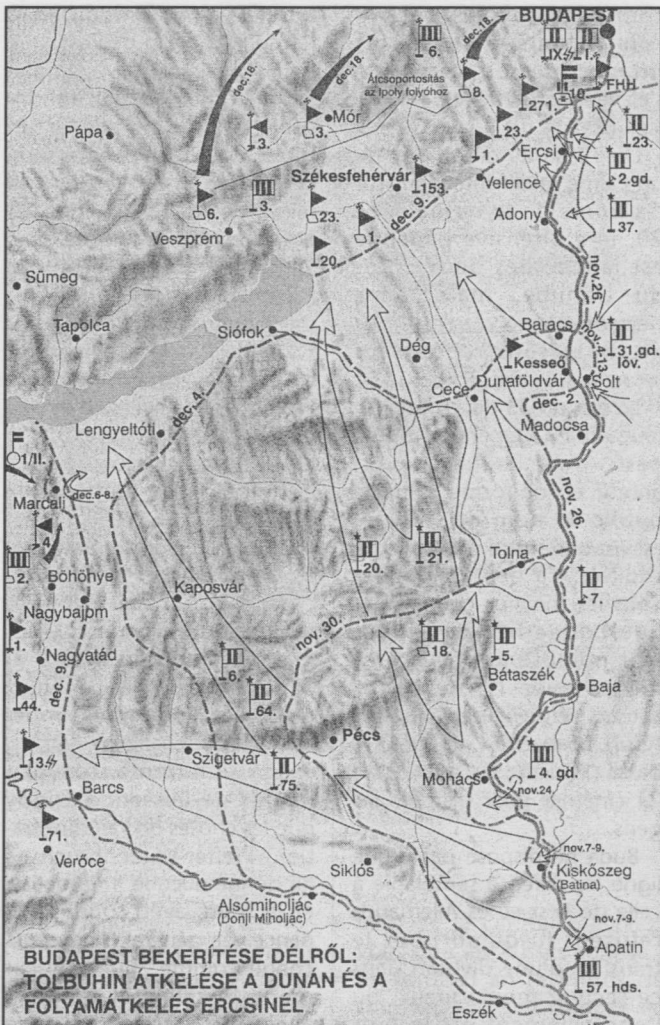 BUDAPEST
dec.18.
dec.18.
dec.18.
6.
IX.
I.
Átcsoportosítás
az Ipoly folyóhoz
8.
FHH
10.
271.
Mór
3.
3.
Pápa
23.
23.
Ercsi
1.
2.gd.
Székesfehérvár
153.
Velence
6.
3.
23.
1.
dec. 9.
Adony
37.
Veszprém
20.
Sümeg
nov.26.
Tapolca
Siófok
Dég
Baracs
nov.4-13.
31.gd.
löv.
Kesseő
Dunaföldvár
Solt
Cece
dec. 2.
dec. 4.
Madocsa
Lengyeltóti
1/II.
Marcali
dec.6-8.
nov. 26.
4.
20.
21.
Tolna
2.
Böhönye
Kaposvár
7.
Nagybajom
nov. 30.
1.
18.
5.
Nagyatád
6.
Bátaszék
Baja
dec. 9.
44.
64.
Pécs
13.
Szigetvár
75.
4. gd.
Mohács
nov.24.
Barcs
71.
Verőce
Siklós
nov.7-9.
Kiskőszeg
(Batina)
Alsómiholjác
(Donji Miholjác)
nov.7-9.
Apatin
57. hds.
Eszék
BUDAPEST BEKERÍTÉSE DÉLRŐL:
TOLBUHIN ÁTKELÉSE A DUNÁN ÉS A
FOLYAMÁTKELÉS ERCSINÉL